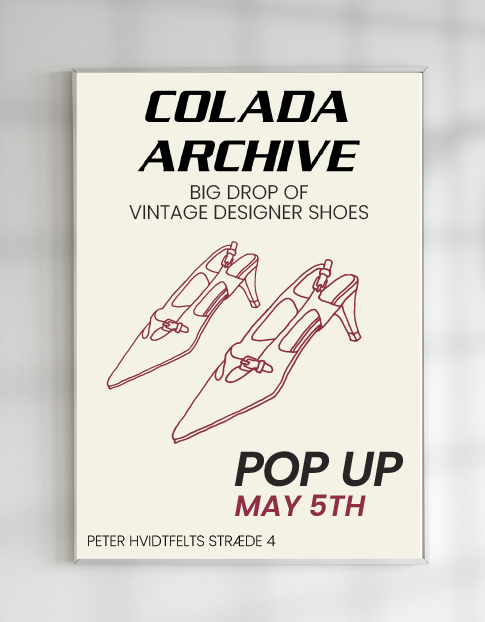 COLADA
ARCHIVE
BIG DROP OF
VINTAGE DESIGNER SHOES
POP UP
MAY 5TH
PETER HVIDTFELTS STRÆDE 4